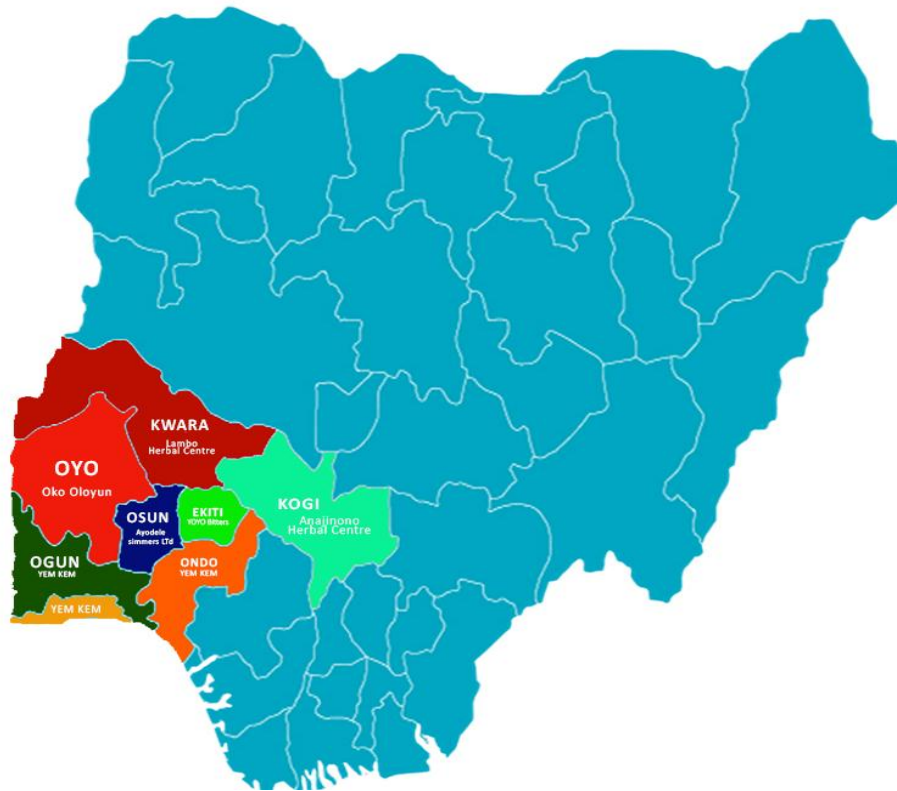 KWARA
Lambo
Herbal Centre
OYO
Oko Oloyun
OSUN
Ayodele
simmers LTd
EKITI
YOYO Bitters
KOGI
Anajinono
Herbal Centre
OGUN
YEM KEM
ONDO
YEM KEM
YEM KEM